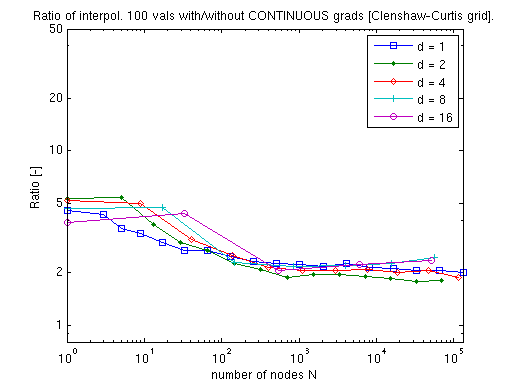 Ratio of interpol. 100 vals with/without CONTINUOUS grads [Clenshaw-Curtis grid].
50
20
10
5
2
1
Ratio [-]
d = 1
d = 2
d = 4
d = 8
d = 16
10^0 10^1 10^2 10^3 10^4 10^5
number of nodes N